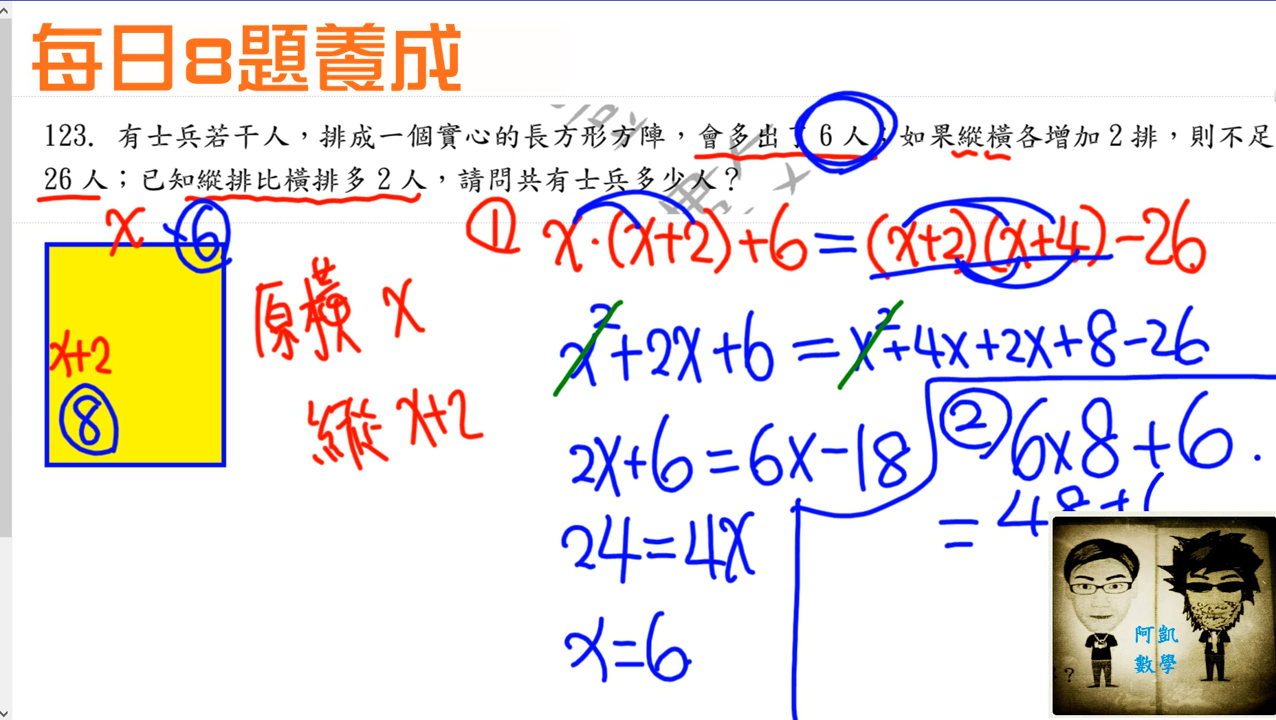 每日8題養成
123. 有士兵若干人，排成一個實心的長方形方陣，會多出了 6 人；如果縱橫各增加 2 排，則不足
26 人；已知縱排比橫排多 2 人，請問共有士兵多少人？
x
6
x+2
8
原橫 x
縱 x+2
① x·(x+2)+6=(x+2)(x+4)-26
x²+2x+6=x²+4x+2x+8-26
2x+6=6x-18
24=4x
x=6
② 6x8+6
=48+6
阿凱
數學
?